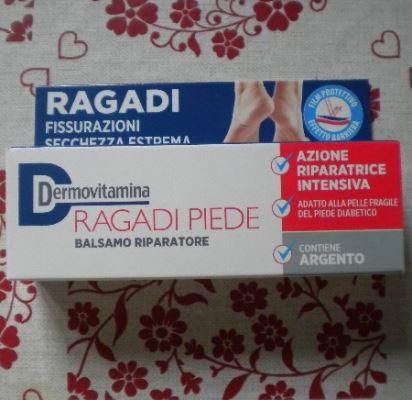 RAGADI
FISSURAZIONI
SECCHEZZA ESTREMA
FILM PROTETTIVO
EFFETTO BARRIERA
Dermovitamina
RAGADI PIEDE
BALSAMO RIPARATORE
AZIONE
RIPARATRICE
INTENSIVA
ADATTO ALLA PELLE FRAGILE
DEL PIEDE DIABETICO
CONTIENE
ARGENTO